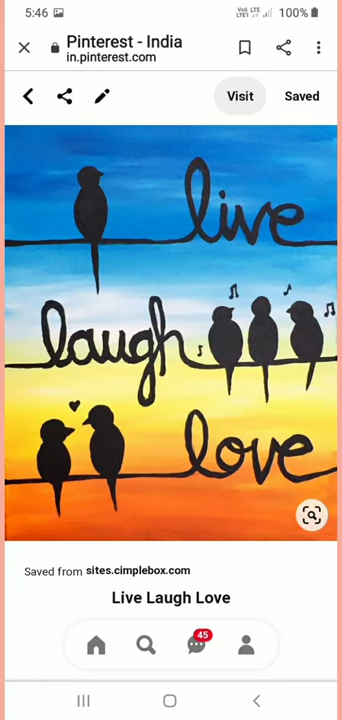 5:46 100%
Pinterest - India
in.pinterest.com
Visit Saved
live
laugh
love
Saved from sites.cimplebox.com
Live Laugh Love
45